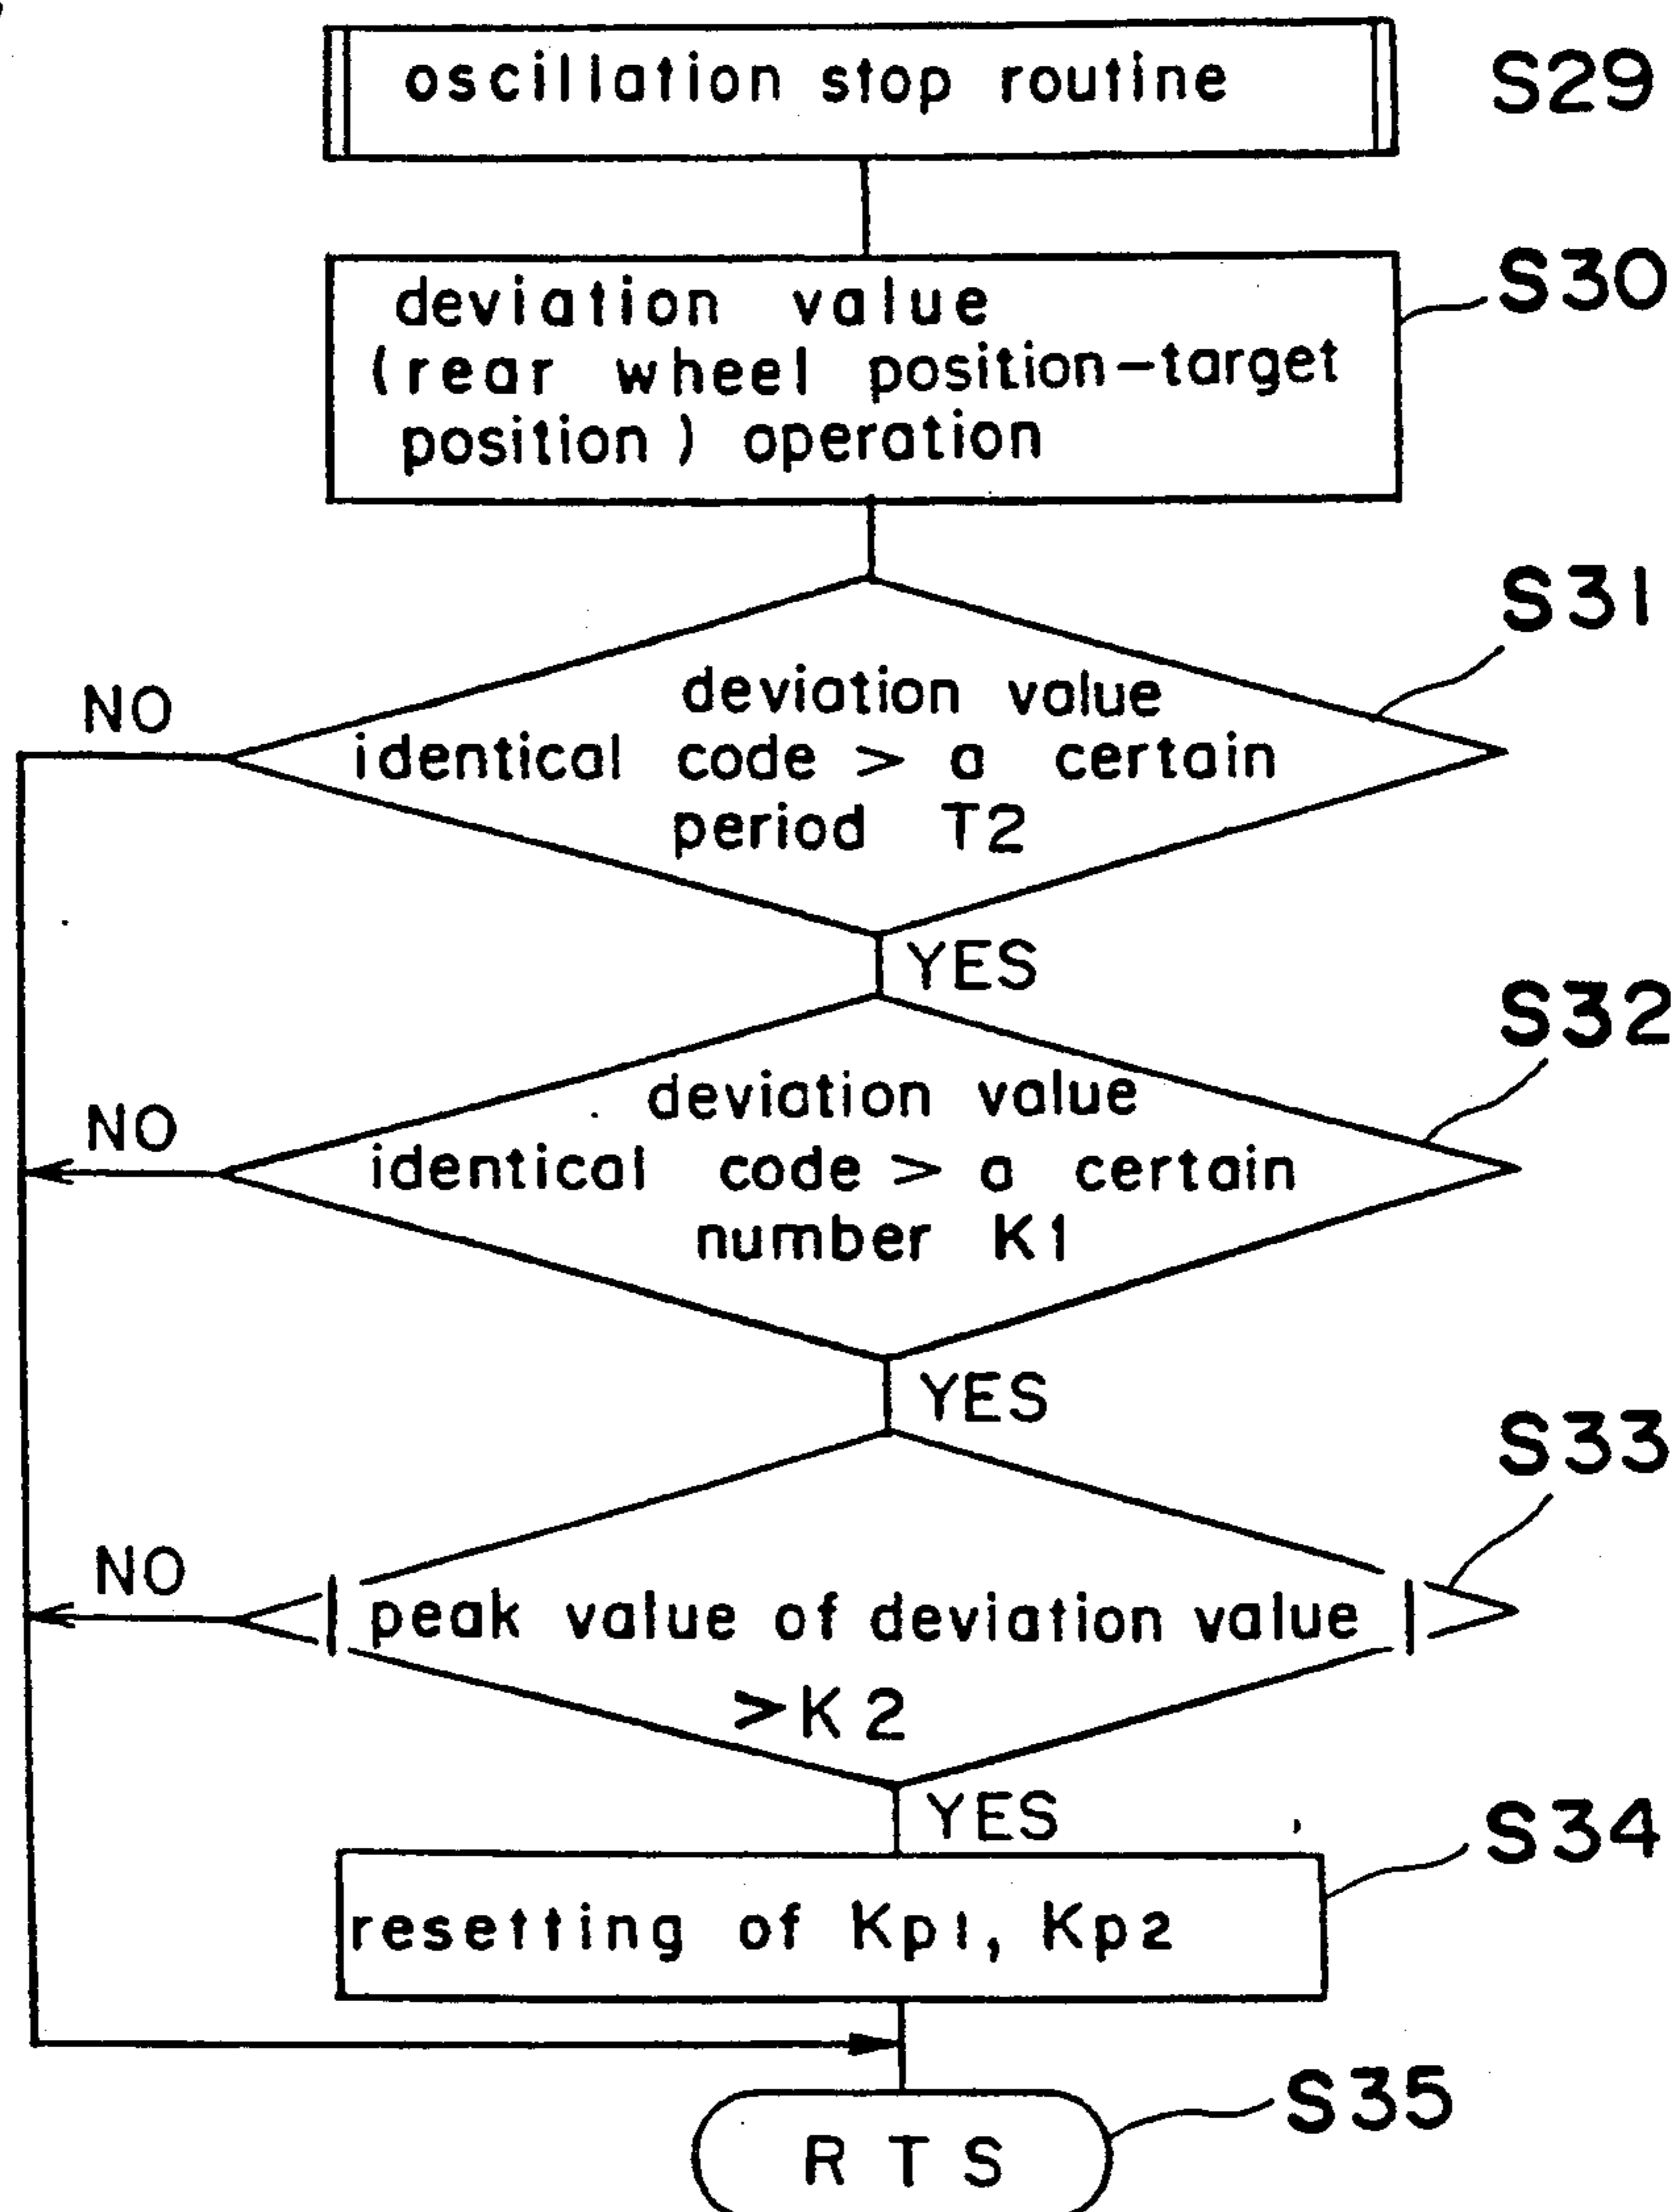 oscillation stop routine S29
S30
deviation value
(rear wheel position-target
position) operation
S31
NO
deviation value
identical code > a certain
period T2
YES
S32
NO
deviation value
identical code > a certain
number K1
YES
S33
NO
| peak value of deviation value |
>K2
YES
S34
resetting of Kp1, Kp2
S35
RTS